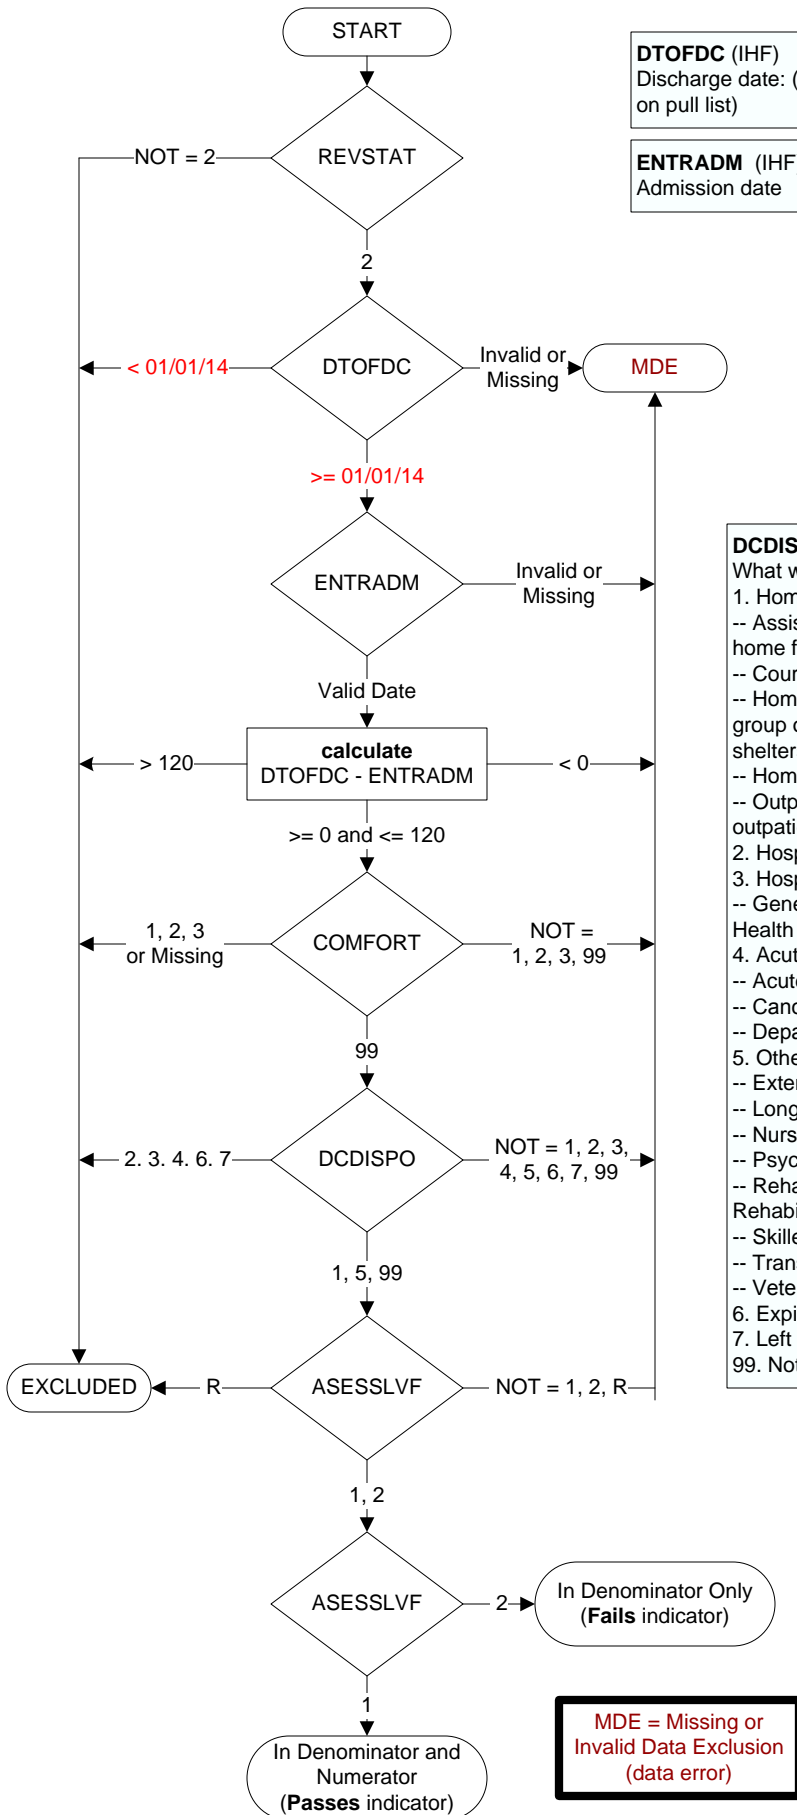 START
DTOFDC (IHF)
Discharge date: (
on pull list)
ENTRADM (IHF
Admission date
REVSTAT
NOT = 2
2
DTOFDC
< 01/01/14
Invalid or
Missing
MDE
>= 01/01/14
ENTRADM
Invalid or
Missing
Valid Date
calculate
DTOFDC - ENTRADM
> 120
< 0
>= 0 and <= 120
COMFORT
1, 2, 3
or Missing
NOT =
1, 2, 3, 99
99
DCDISPO
2. 3. 4. 6. 7
NOT = 1, 2, 3,
4, 5, 6, 7, 99
1, 5, 99
ASESSLVF
EXCLUDED
R
NOT = 1, 2, R
1, 2
ASESSLVF
2
In Denominator Only
(Fails indicator)
1
In Denominator and
Numerator
(Passes indicator)
DCDIS
What w
1. Hom
-- Assis
home f
-- Cour
-- Hom
group c
shelter
-- Hom
-- Outp
outpati
2. Hosp
3. Hosp
-- Gene
Health
4. Acut
-- Acute
-- Canc
-- Depa
5. Othe
-- Exter
-- Long
-- Nurs
-- Psyc
-- Reha
Rehabi
-- Skille
-- Tran
-- Vete
6. Expi
7. Left
99. Not
MDE = Missing or
Invalid Data Exclusion
(data error)